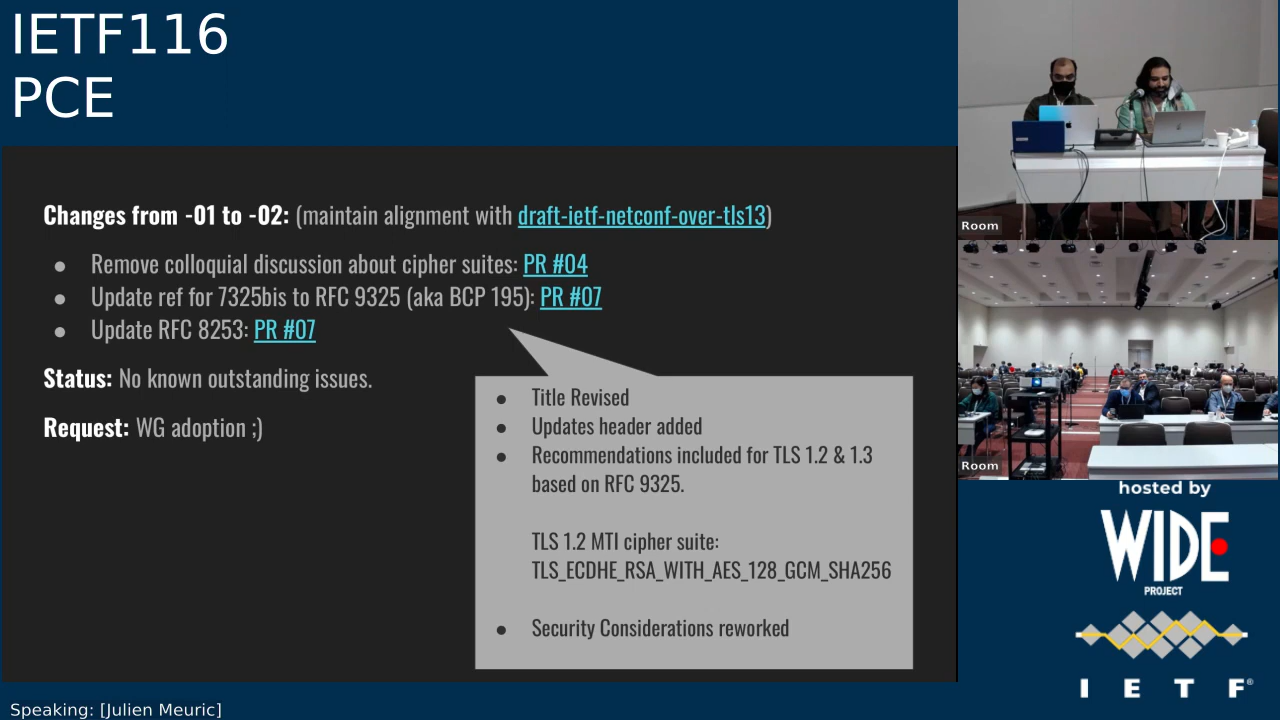 IETF116
PCE
Changes from -01 to -02: (maintain alignment with draft-ietf-netconf-over-tls13)
● Remove colloquial discussion about cipher suites: PR #04
● Update ref for 7325bis to RFC 9325 (aka BCP 195): PR #07
● Update RFC 8253: PR #07
Status: No known outstanding issues.
Request: WG adoption ;)
● Title Revised
● Updates header added
● Recommendations included for TLS 1.2 & 1.3
based on RFC 9325.
TLS 1.2 MTI cipher suite:
TLS_ECDHE_RSA_WITH_AES_128_GCM_SHA256
● Security Considerations reworked
Room
Room
hosted by
WIDE
PROJECT
I E T F®
Speaking: [Julien Meuric]